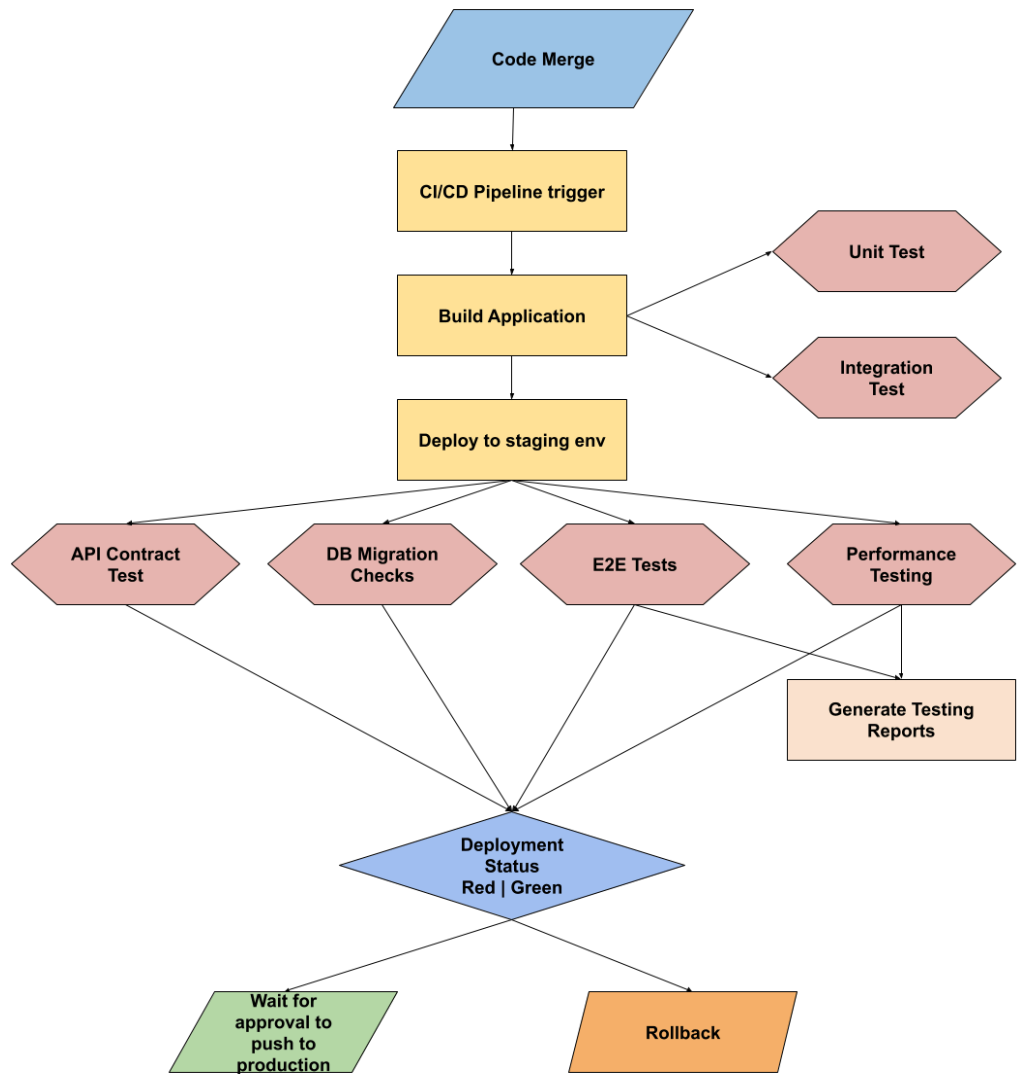 Code Merge
CI/CD Pipeline trigger
Unit Test
Build Application
Integration
Test
Deploy to staging env
API Contract
Test
DB Migration
Checks
E2E Tests
Performance
Testing
Generate Testing
Reports
Deployment
Status
Red | Green
Wait for
approval to
push to
production
Rollback